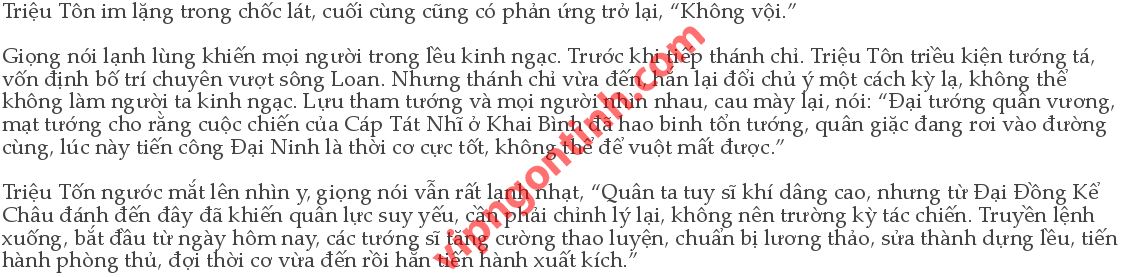 Triệu Tôn im lặng trong chốc lát, cuối cùng cũng có phản ứng trở lại, “Không vội.”
Giọng nói lạnh lùng khiến mọi người trong lều kinh ngạc. Trước khi tiếp thánh chỉ. Triệu Tôn triều kiện tướng tá,
vốn định bố trí chuyên vượt sông Loan. Nhưng thánh chỉ vừa đến, hắn lại đổi chủ ý một cách kỳ lạ, không thể
không làm người ta kinh ngạc. Lựu tham tướng và mọi người nhìn nhau, cau mày lại, nói: “Đại tướng quân vương,
mạt tướng cho rằng cuộc chiến của Cáp Tát Nhĩ ở Khai Bình đã hao binh tổn tướng, quân giặc đang rơi vào đường
cùng, lúc này tiến công Đại Ninh là thời cơ cực tốt, không thể để vuột mất được.”
Triệu Tốn ngước mắt lên nhìn y, giọng nói vẫn rất lạnh nhạt, “Quân ta tuy sĩ khí dâng cao, nhưng từ Đại Đồng Kể
Châu đánh đến đây đã khiến quân lực suy yếu, cần phải chỉnh lý lại, không nên trường kỳ tác chiến. Truyền lệnh
xuống, bắt đầu từ ngày hôm nay, các tướng sĩ tăng cường thao luyện, chuẩn bị lương thảo, sửa thành dựng lều, tiến
hành phòng thủ, đợi thời cơ vừa đến rồi hẵn tiến hành xuất kích.”
vipngontinh.com